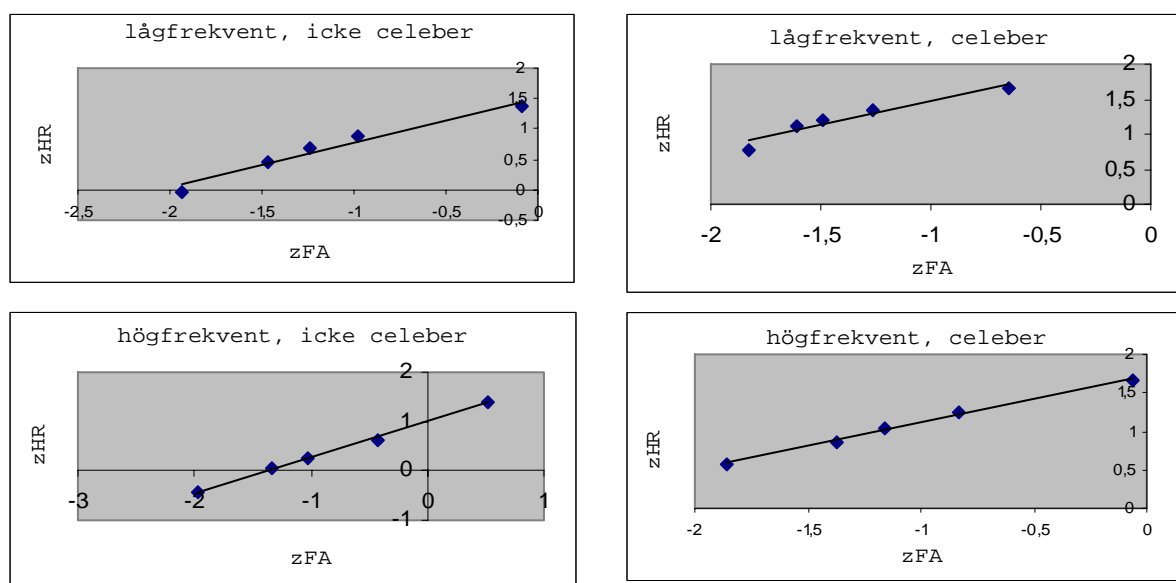 lågfrekvent, icke celeber
2
1,5
1
0,5
0
-0,5
-2,5 -2 -1,5 -1 -0,5 0
zHR
zFA
lågfrekvent, celeber
2
1,5
1
0,5
0
-2 -1,5 -1 -0,5 0
zHR
zFA
högfrekvent, icke celeber
2
1
0
-1
-3 -2 -1 0 1
zHR
zFA
högfrekvent, celeber
2
1,5
1
0,5
0
-2 -1,5 -1 -0,5 0
zHR
zFA